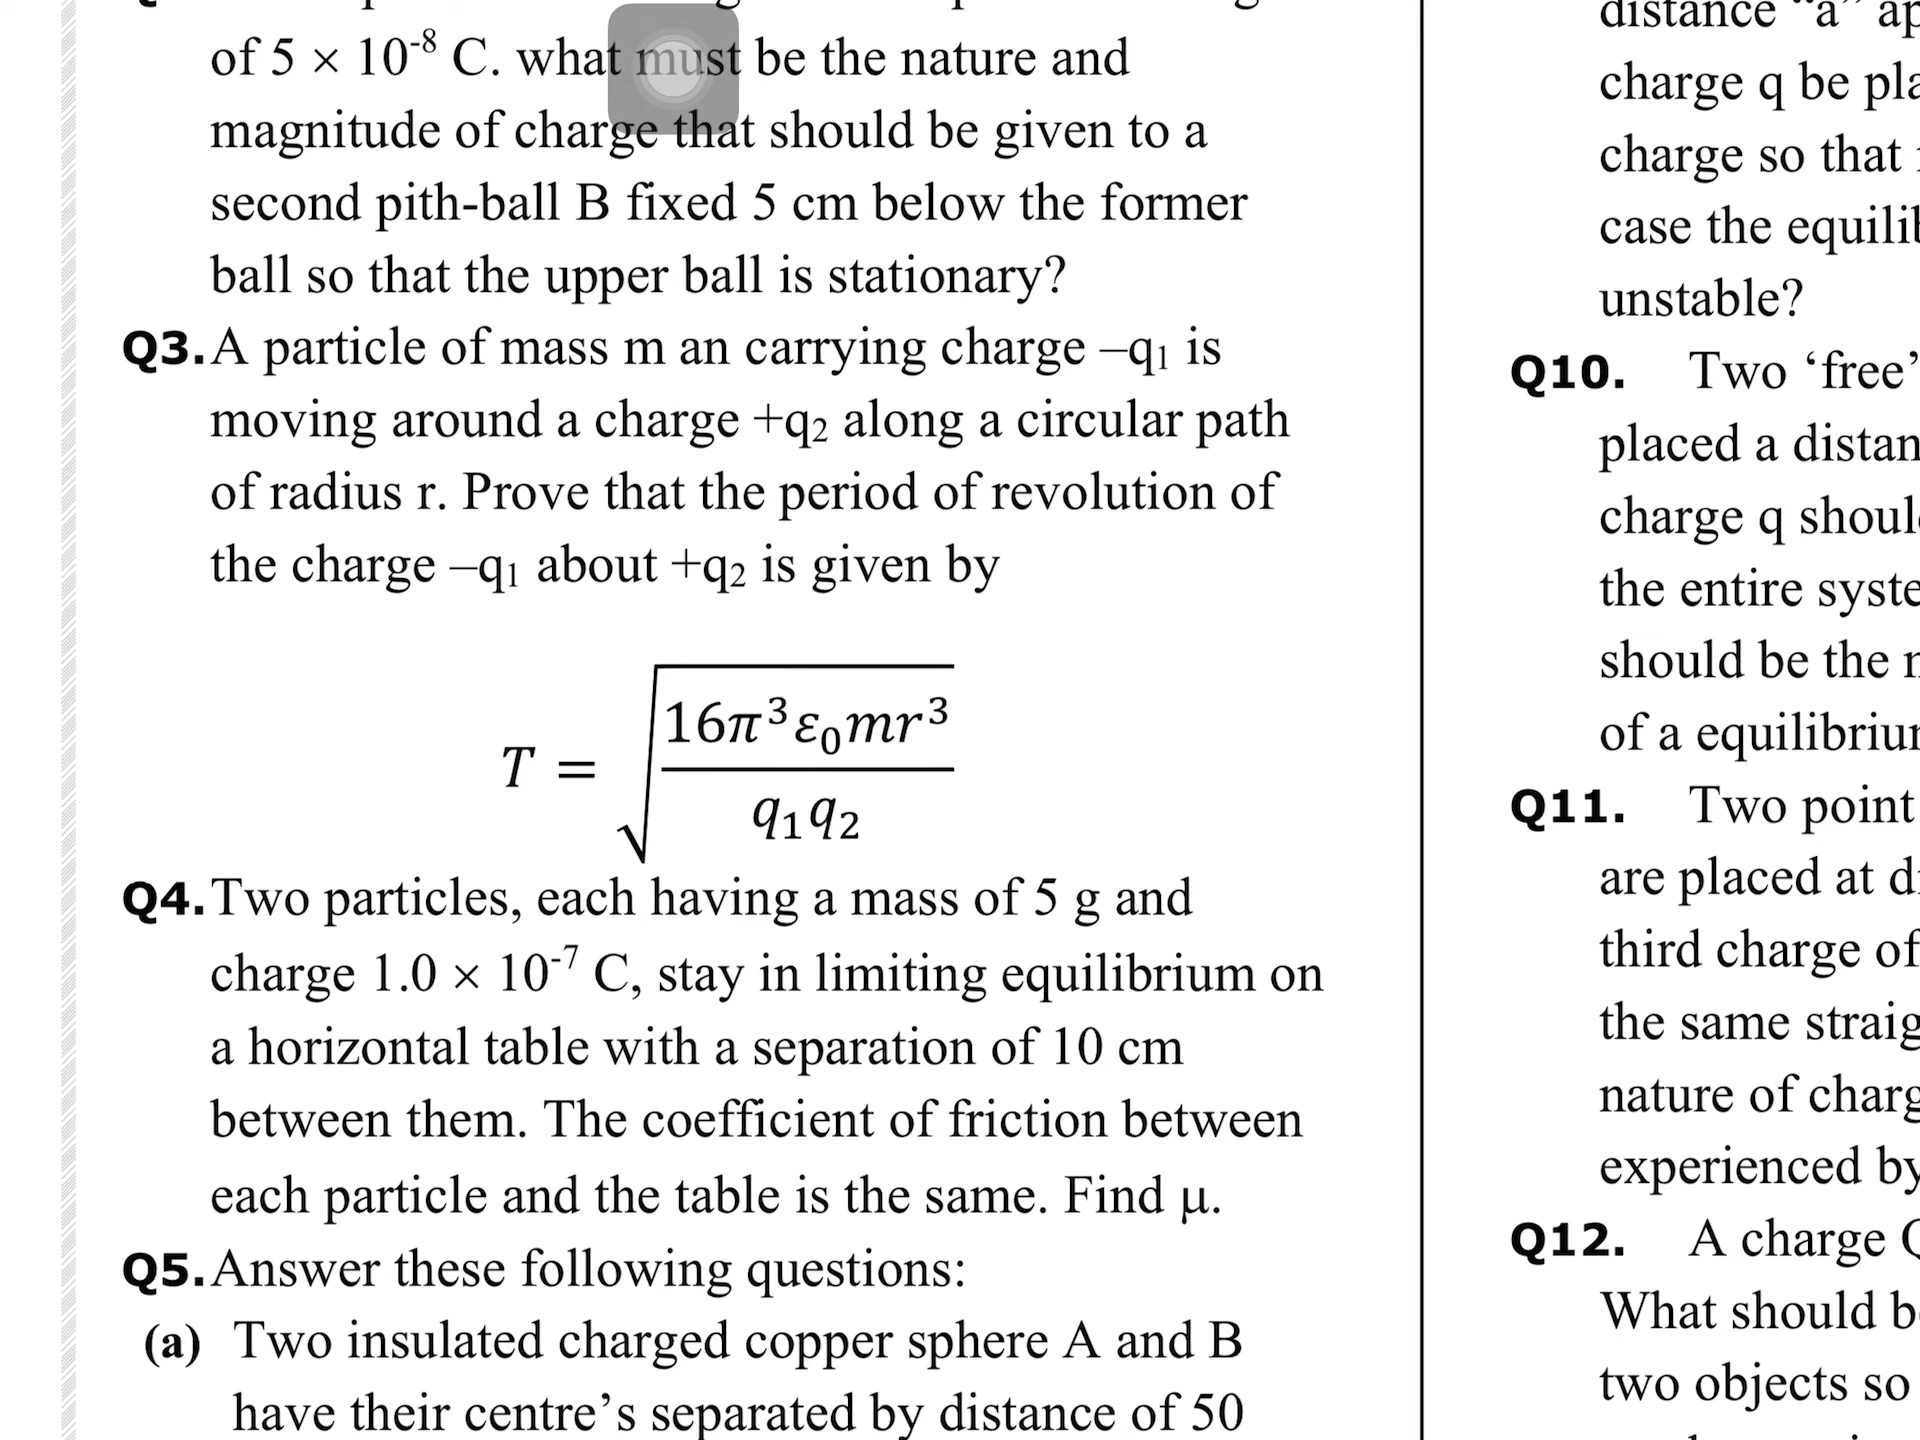 of 5 × 10⁻⁸ C. what must be the nature and
magnitude of charge that should be given to a
second pith-ball B fixed 5 cm below the former
ball so that the upper ball is stationary?
Q3. A particle of mass m an carrying charge –q₁ is
moving around a charge +q₂ along a circular path
of radius r. Prove that the period of revolution of
the charge –q₁ about +q₂ is given by
T = √(16π³ε₀mr³ / q₁q₂)
Q4. Two particles, each having a mass of 5 g and
charge 1.0 × 10⁻⁷ C, stay in limiting equilibrium on
a horizontal table with a separation of 10 cm
between them. The coefficient of friction between
each particle and the table is the same. Find μ.
Q5. Answer these following questions:
(a) Two insulated charged copper sphere A and B
have their centre’s separated by distance of 50
distance “a”
charge q be
charge so that
case the
unstable?
Q10. Two ‘free’
placed a
charge q
the entire
should be the
of a
Q11. Two point
are placed at
third charge of
the same
nature of
experienced by
Q12. A charge
What should
two objects so